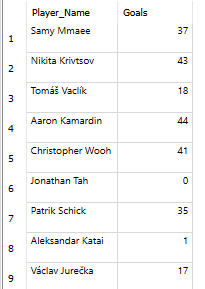 Player_Name Goals
1 Samy Mmaee 37
2 Nikita Krivtsov 43
3 Tomáš Vaclík 18
4 Aaron Kamardin 44
5 Christopher Wooh 41
6 Jonathan Tah 0
7 Patrik Schick 35
8 Aleksandar Katai 1
9 Václav Jurečka 17